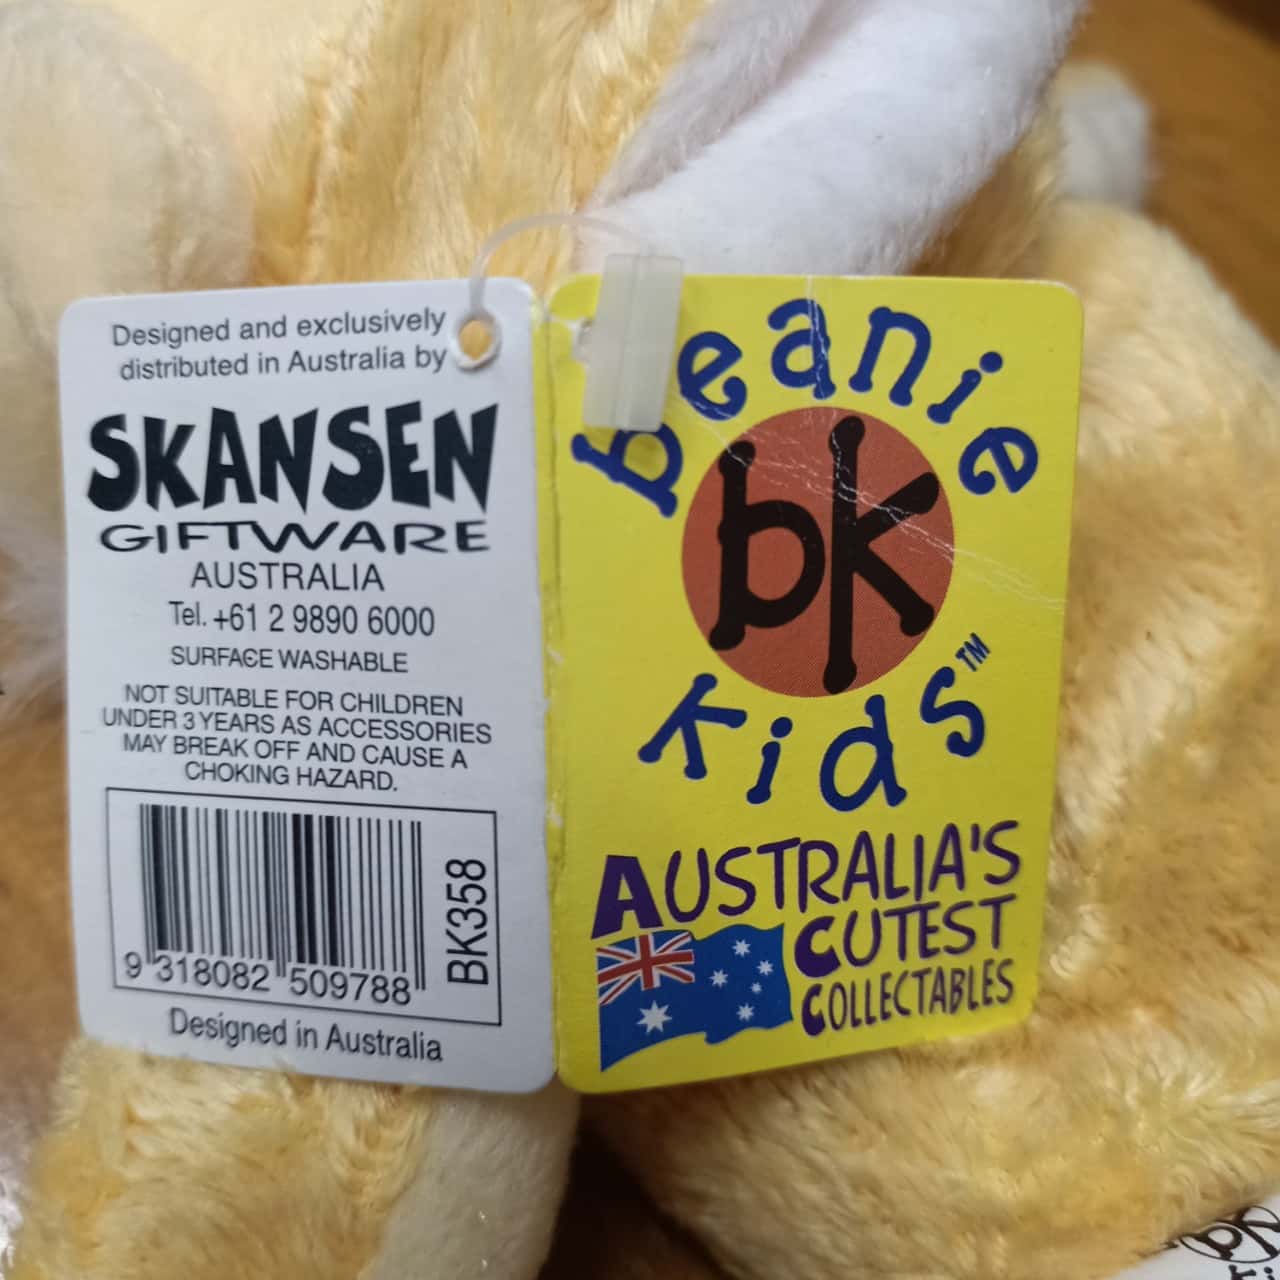 Designed and exclusively
distributed in Australia by
SKANSEN
GIFTWARE
AUSTRALIA
Tel. +61 2 9890 6000
SURFACE WASHABLE
NOT SUITABLE FOR CHILDREN
UNDER 3 YEARS AS ACCESSORIES
MAY BREAK OFF AND CAUSE A
CHOKING HAZARD.
9 318082 509788
BK358
Designed in Australia
beanie
bk
kids™
AUSTRALIA'S
CUTEST
COLLECTABLES
bk